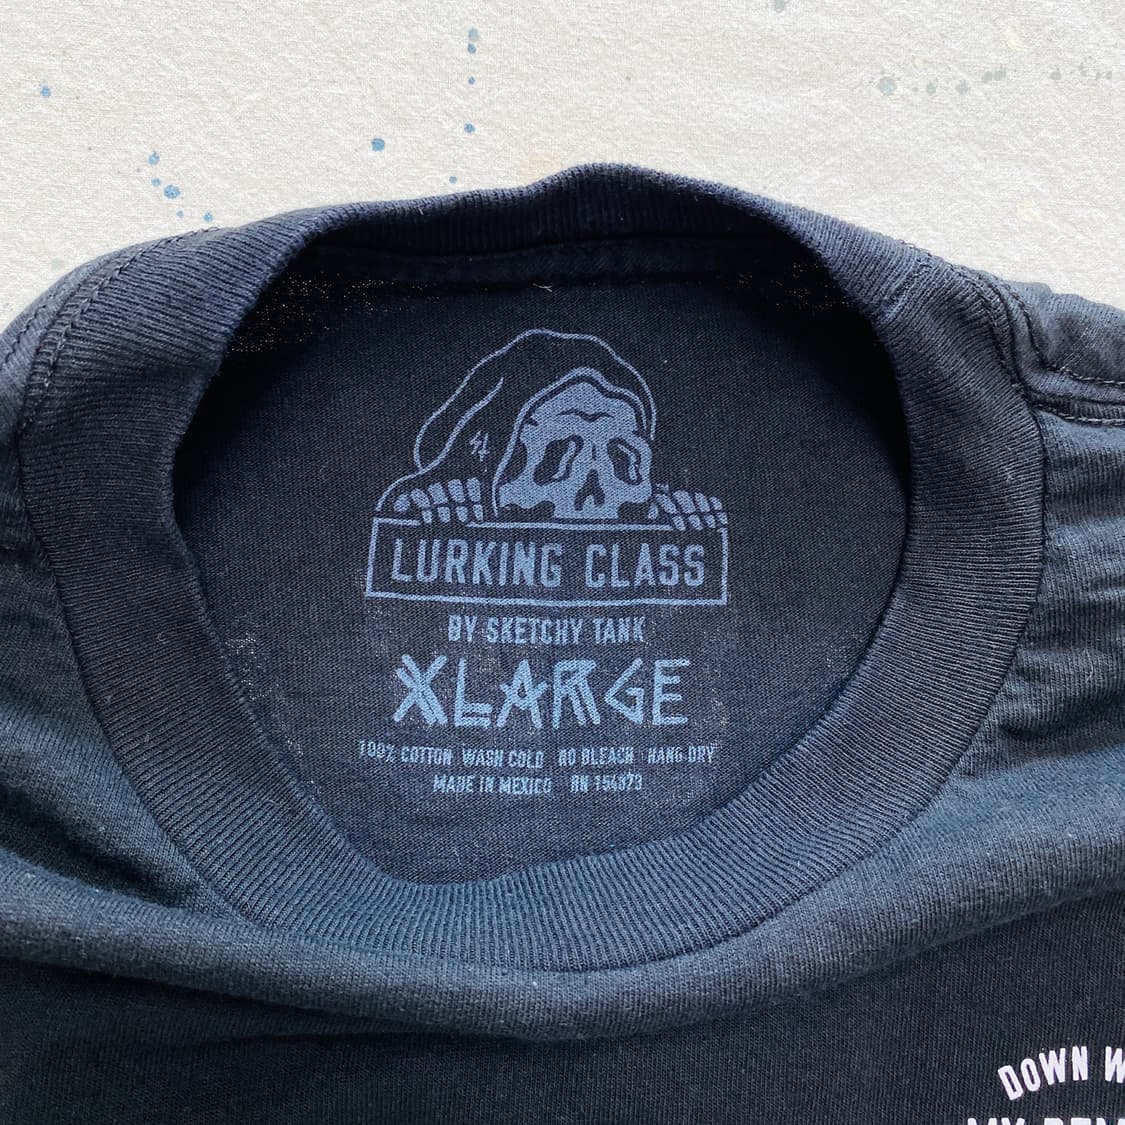 LURKING CLASS
BY SKETCHY TANK
XLARGE
100% COTTON WASH COLD NO BLEACH HANG DRY
MADE IN MEXICO RN 154873
DOWN
MY